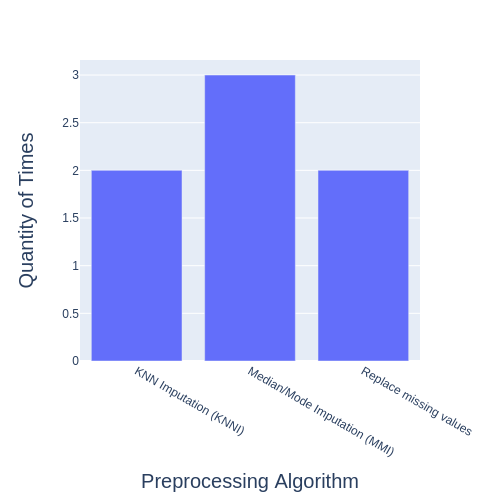 3
2.5
2
1.5
1
0.5
0
Quantity of Times
KNN Imputation (KNNI)
Median/Mode Imputation (MMI)
Replace missing values
Preprocessing Algorithm